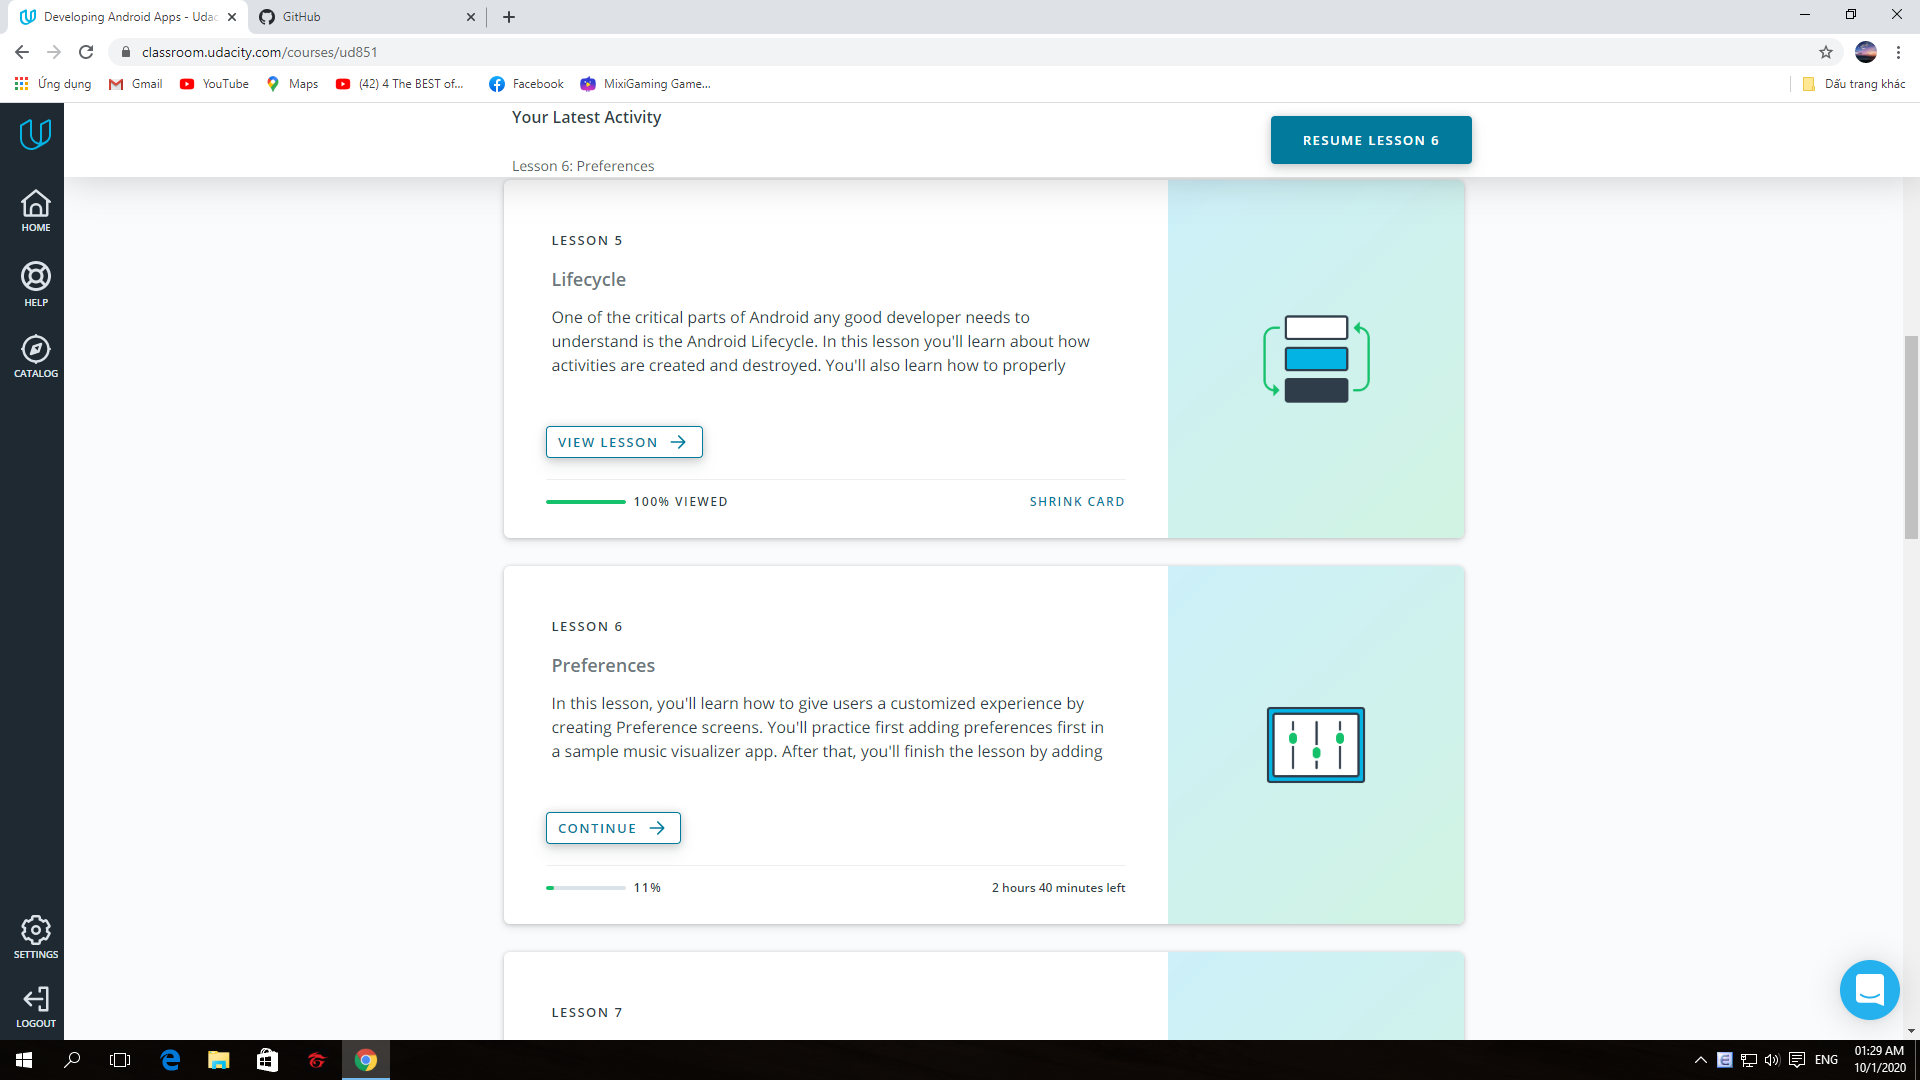 Developing Android Apps - Udac
GitHub
classroom.udacity.com/courses/ud851
Ứng dụng
Gmail
YouTube
Maps
(42) 4 The BEST of...
Facebook
MixiGaming Game...
Dấu trang khác
Your Latest Activity
Lesson 6: Preferences
RESUME LESSON 6
HOME
HELP
CATALOG
SETTINGS
LOGOUT
LESSON 5
Lifecycle
One of the critical parts of Android any good developer needs to
understand is the Android Lifecycle. In this lesson you'll learn about how
activities are created and destroyed. You'll also learn how to properly
VIEW LESSON
100% VIEWED
SHRINK CARD
LESSON 6
Preferences
In this lesson, you'll learn how to give users a customized experience by
creating Preference screens. You'll practice first adding preferences first in
a sample music visualizer app. After that, you'll finish the lesson by adding
CONTINUE
11%
2 hours 40 minutes left
LESSON 7
ENG
01:29 AM
10/1/2020